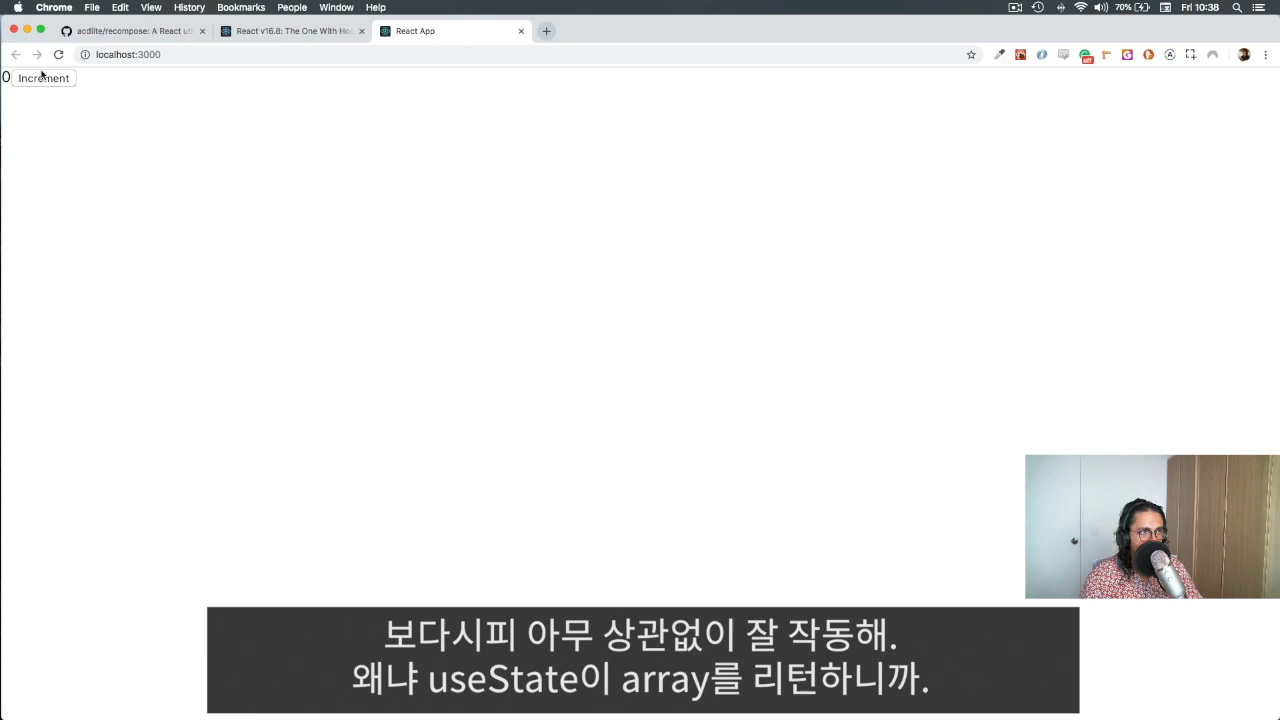 Chrome File Edit View History Bookmarks People Window Help 70% Fri 10:38
acdlite/recompose: A React uti
React v16.8: The One With Hoo
React App
localhost:3000
off
0 Increment
보다시피 아무 상관없이 잘 작동해.
왜냐 useState이 array를 리턴하니까.